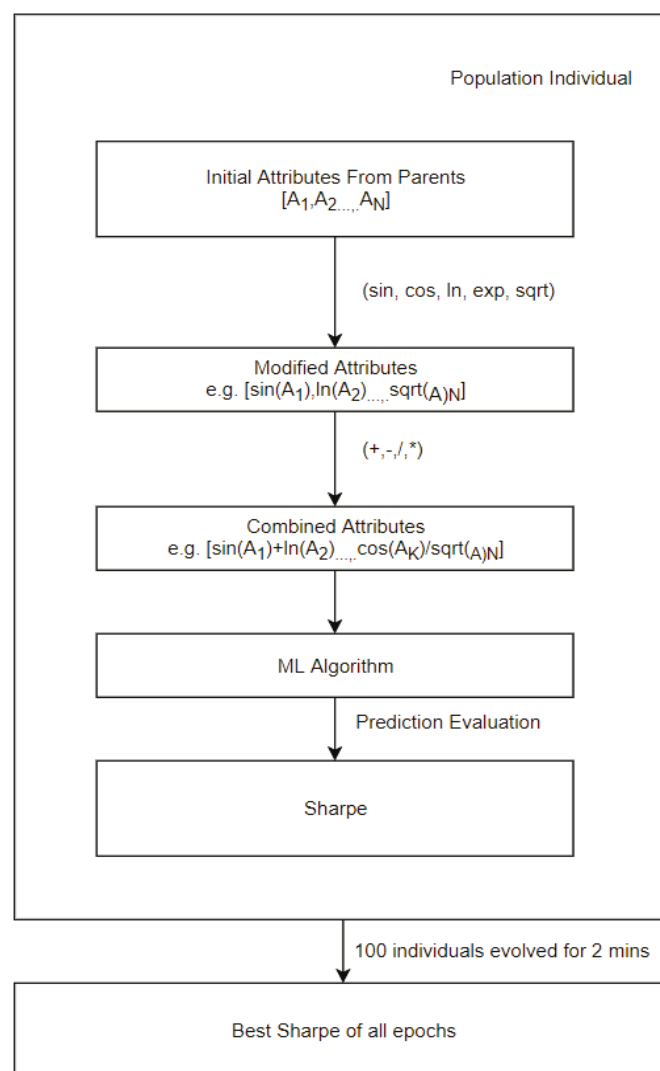 Population Individual
Initial Attributes From Parents
[A₁,A₂...,.Aₙ]
(sin, cos, ln, exp, sqrt)
Modified Attributes
e.g. [sin(A₁),ln(A₂)...,.sqrt(A)N]
(+,-,/,*)
Combined Attributes
e.g. [sin(A₁)+ln(A₂)...,.cos(Aₖ)/sqrt(A)N]
ML Algorithm
Prediction Evaluation
Sharpe
100 individuals evolved for 2 mins
Best Sharpe of all epochs